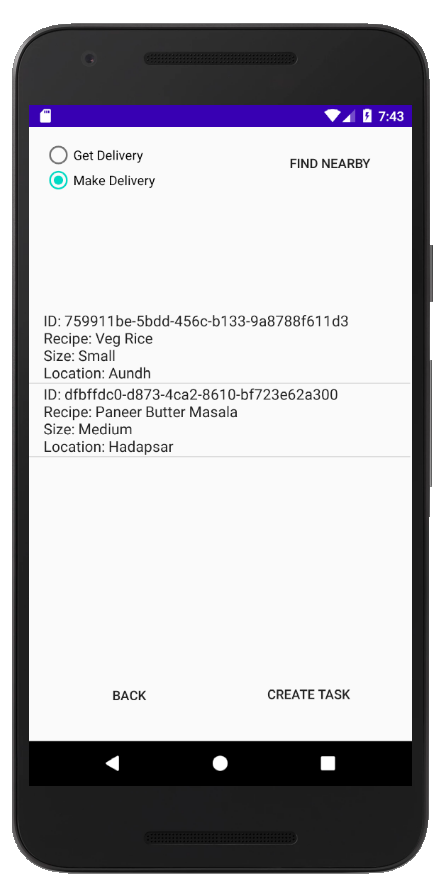 7:43
Get Delivery
FIND NEARBY
Make Delivery
ID: 759911be-5bdd-456c-b133-9a8788f611d3
Recipe: Veg Rice
Size: Small
Location: Aundh
ID: dfbffdc0-d873-4ca2-8610-bf723e62a300
Recipe: Paneer Butter Masala
Size: Medium
Location: Hadapsar
BACK
CREATE TASK